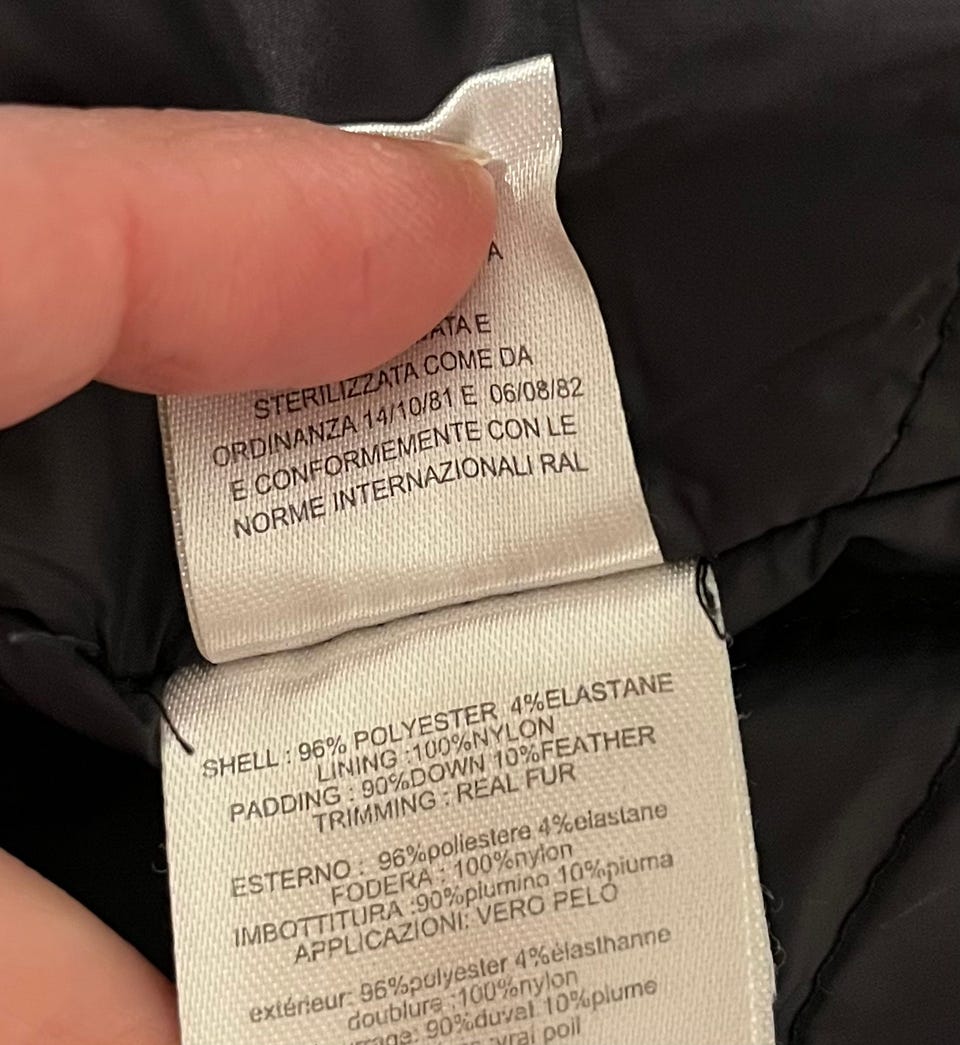 A
E
STERILIZZATA COME DA
ORDINANZA 14/10/81 E 06/08/82
E CONFORMEMENTE CON LE
NORME INTERNAZIONALI RAL
SHELL : 96% POLYESTER 4%ELASTANE
LINING :100%NYLON
PADDING : 90%DOWN 10%FEATHER
TRIMMING : REAL FUR
ESTERNO : 96%poliestere 4%elastane
FODERA : 100%nylon
IMBOTTITURA :90%piumino 10%piuma
APPLICAZIONI: VERO PELO
extérieur- 96%polyester 4%élasthanne
doublure :100%nylon
90%duvat 10%plume
vrai poil